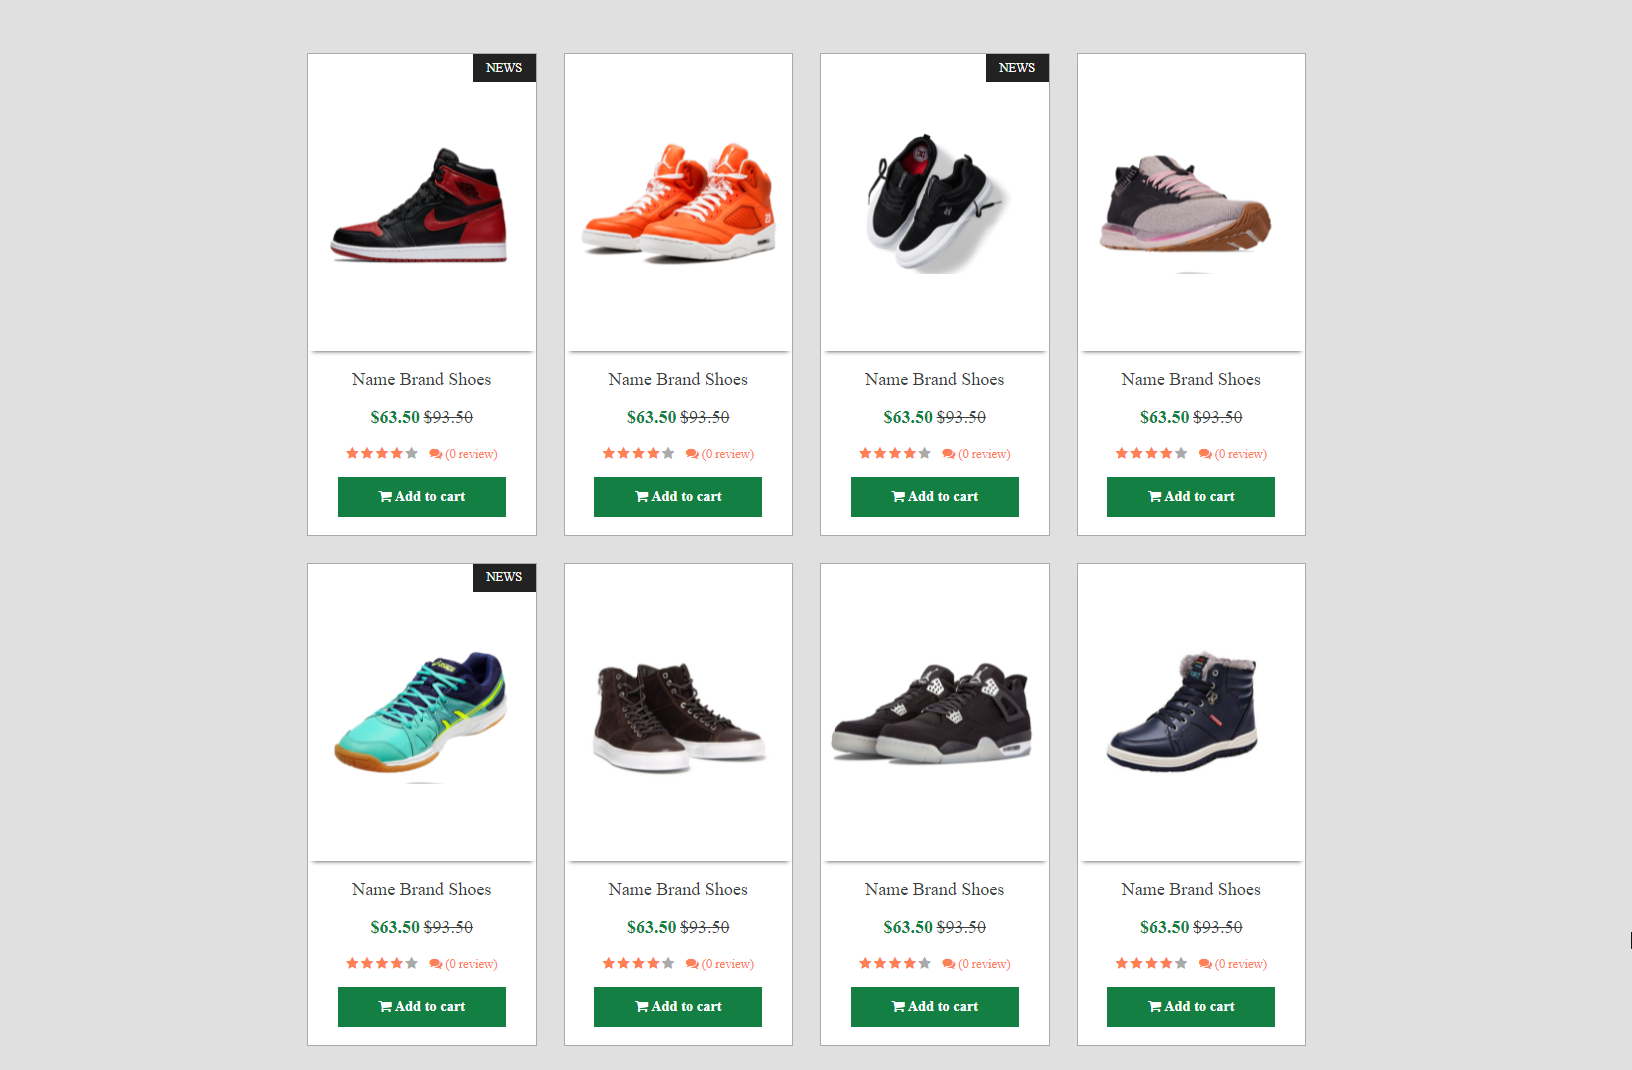 NEWS
NEWS
23
Name Brand Shoes
Name Brand Shoes
Name Brand Shoes
Name Brand Shoes
$63.50 $93.50
$63.50 $93.50
$63.50 $93.50
$63.50 $93.50
(0 review)
(0 review)
(0 review)
(0 review)
Add to cart
Add to cart
Add to cart
Add to cart
NEWS
Name Brand Shoes
Name Brand Shoes
Name Brand Shoes
Name Brand Shoes
$63.50 $93.50
$63.50 $93.50
$63.50 $93.50
$63.50 $93.50
(0 review)
(0 review)
(0 review)
(0 review)
Add to cart
Add to cart
Add to cart
Add to cart